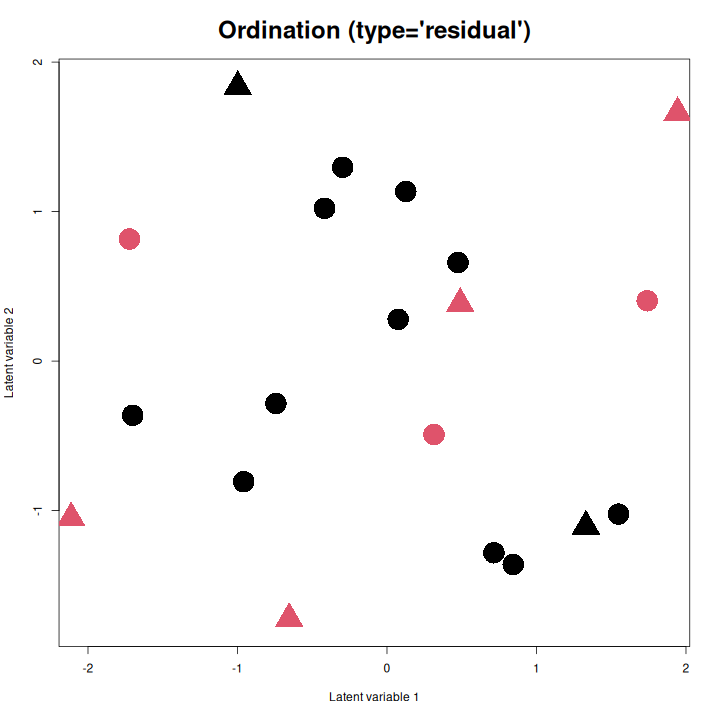 Ordination (type='residual')
2
1
0
-1
Latent variable 2
-2 -1 0 1 2
Latent variable 1